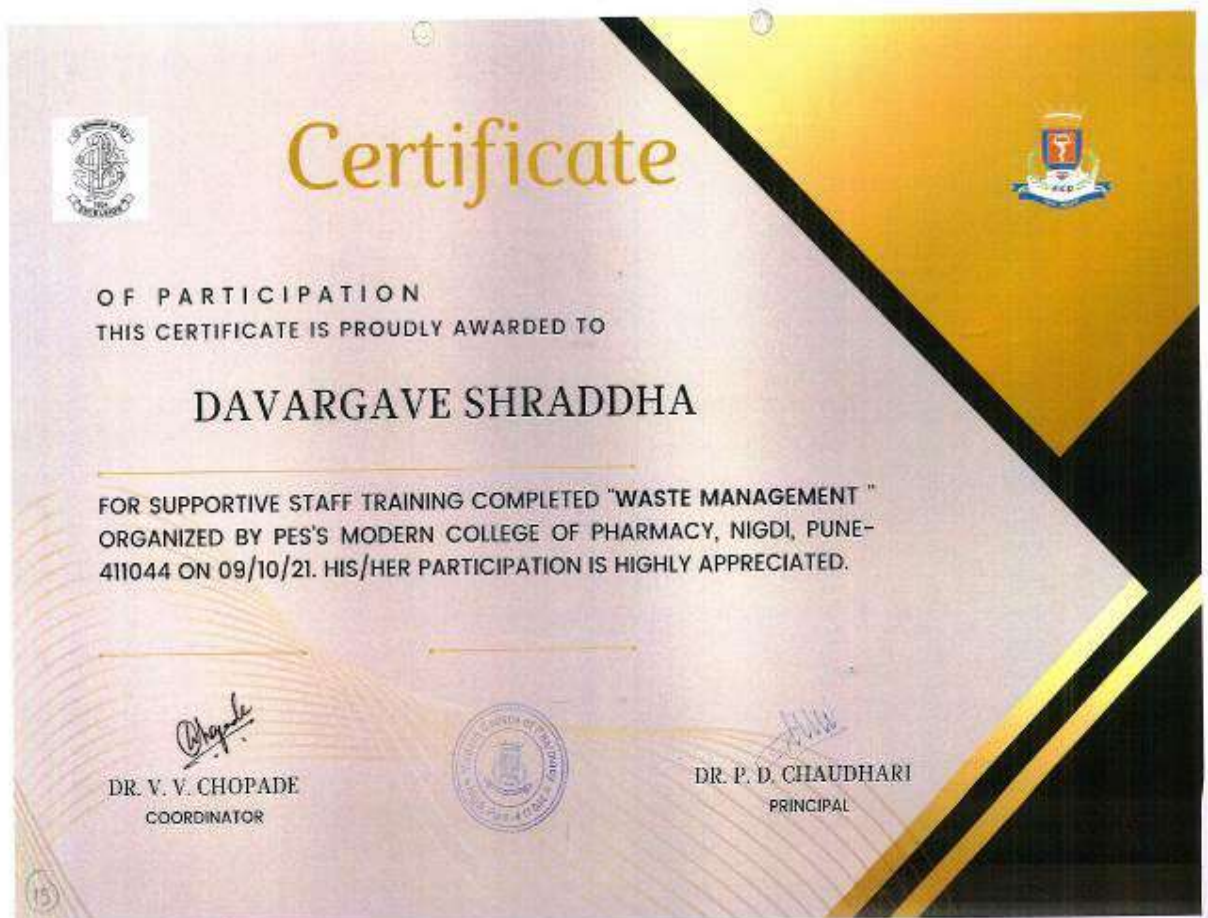 Certificate
OF PARTICIPATION
THIS CERTIFICATE IS PROUDLY AWARDED TO
DAVARGAVE SHRADDHA
FOR SUPPORTIVE STAFF TRAINING COMPLETED "WASTE MANAGEMENT "
ORGANIZED BY PES'S MODERN COLLEGE OF PHARMACY, NIGDI, PUNE-
411044 ON 09/10/21. HIS/HER PARTICIPATION IS HIGHLY APPRECIATED.
Chopade
DR. V. V. CHOPADE
COORDINATOR
DR. P. D. CHAUDHARI
PRINCIPAL
15